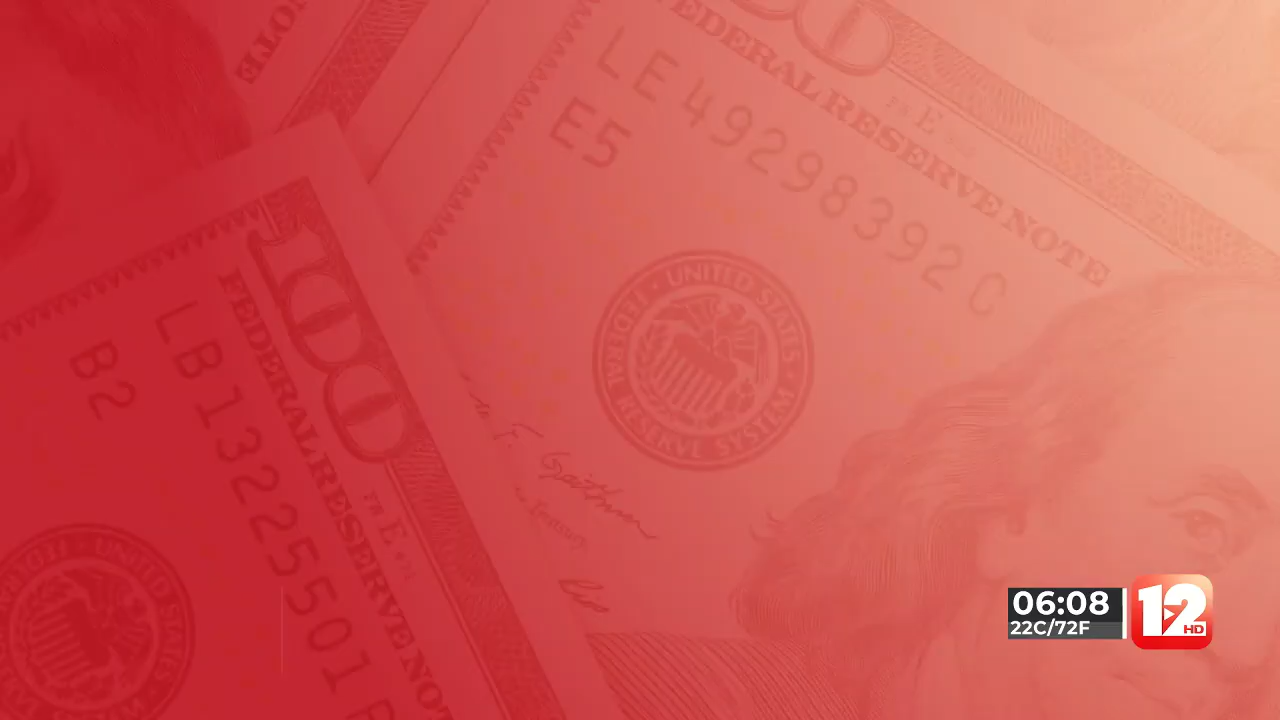 NOTE
FEDERAL RESERVE NOTE
LE 49298392 C
E5
UNITED STATES
FEDERAL RESERVE SYSTEM
100
FEDERAL RESERVE NOTE
LB 13225501
B2
UNITED STATES
06:08
22C/72F
12
HD